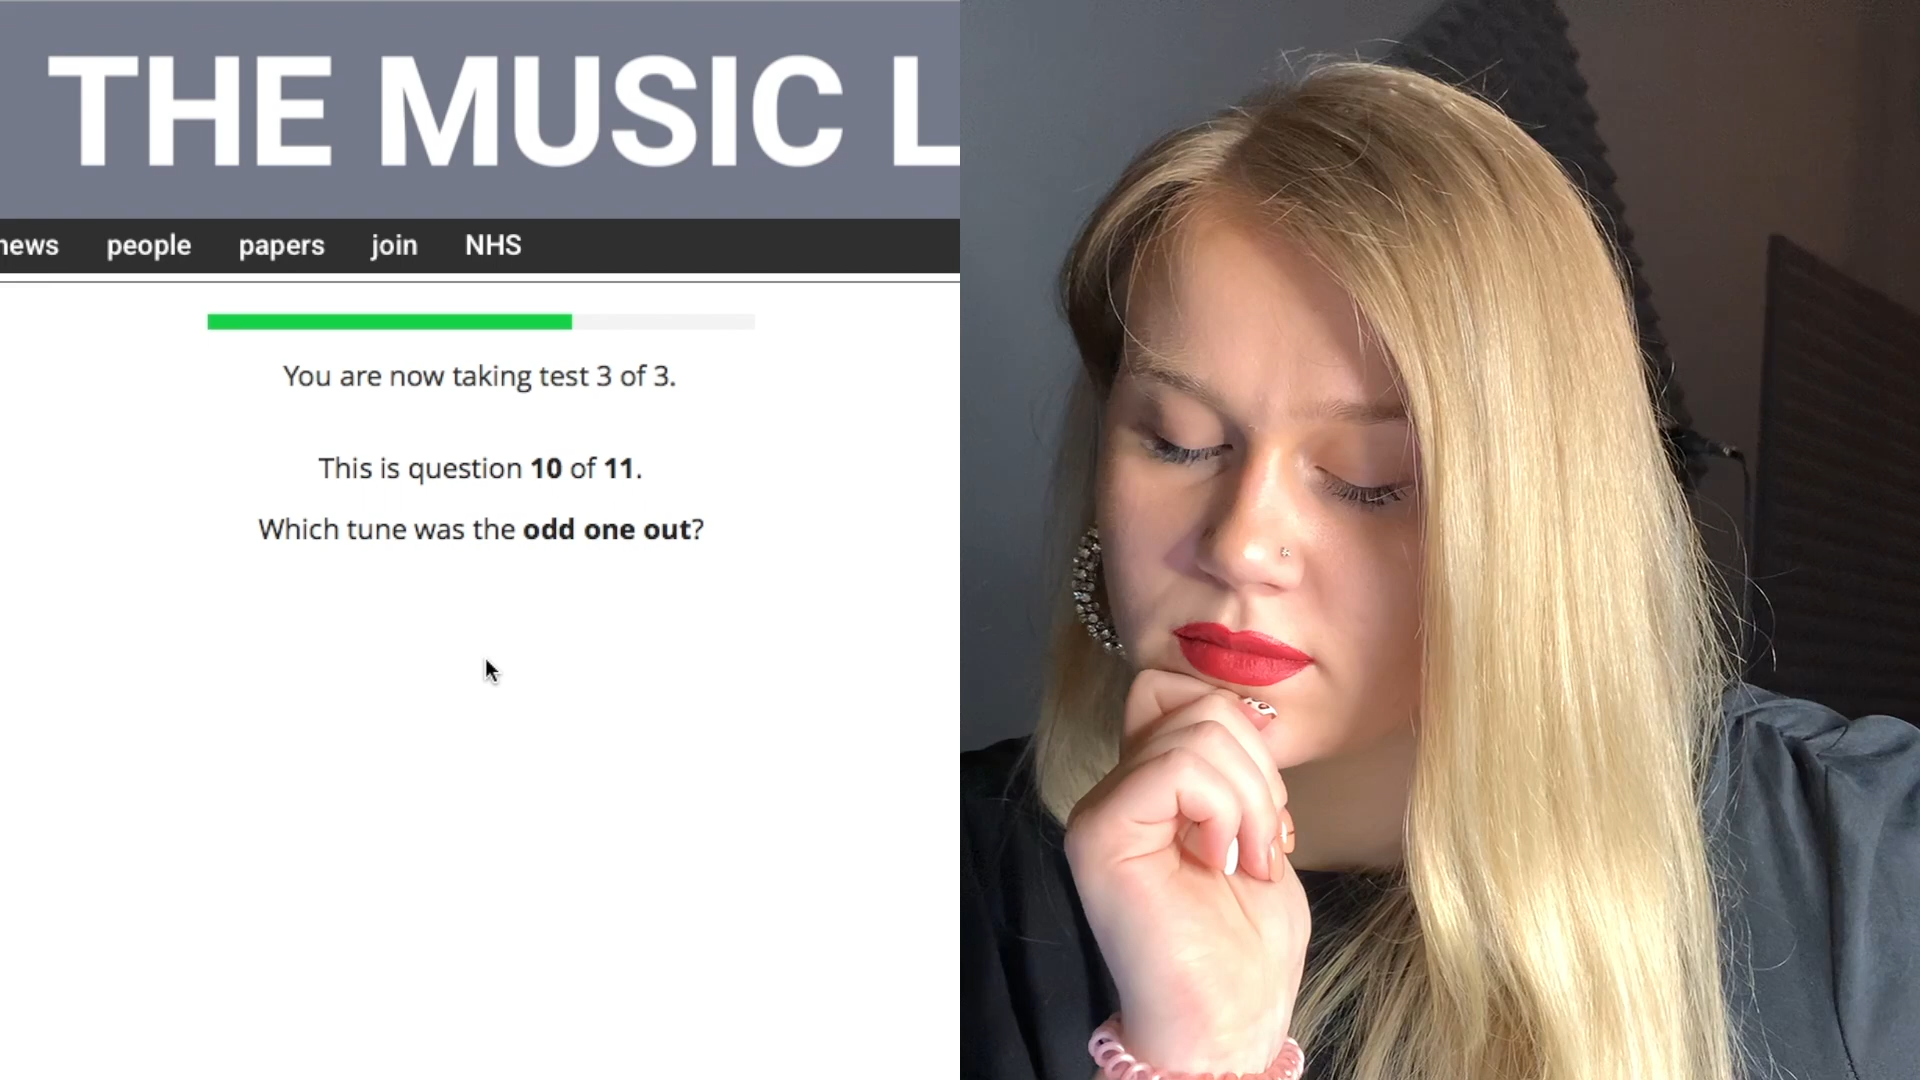 THE MUSIC L
news people papers join NHS
You are now taking test 3 of 3.
This is question 10 of 11.
Which tune was the odd one out?